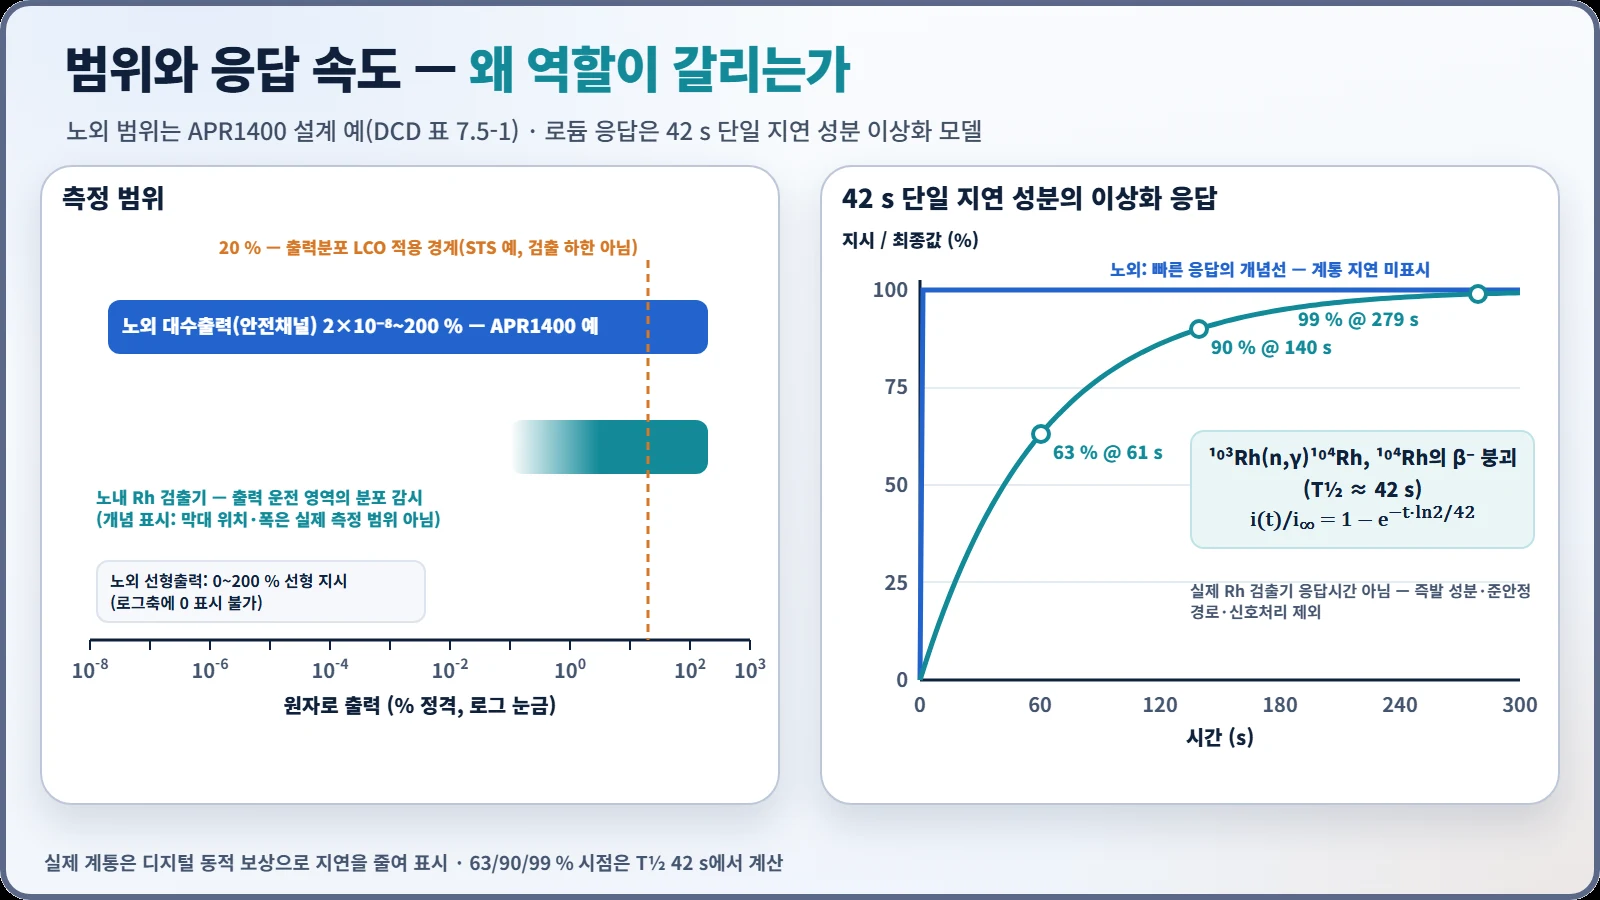 범위와 응답 속도 — 왜 역할이 갈리는가
노외 범위는 APR1400 설계 예(DCD 표 7.5-1) · 로듐 응답은 42 s 단일 지연 성분 이상화 모델
측정 범위
20 % — 출력분포 LCO 적용 경계(STS 예, 검출 하한 아님)
노외 대수출력(안전채널) 2×10⁻⁸~200 % — APR1400 예
노내 Rh 검출기 — 출력 운전 영역의 분포 감시
(개념 표시: 막대 위치·폭은 실제 측정 범위 아님)
노외 선형출력: 0~200 % 선형 지시
(로그축에 0 표시 불가)
10⁻⁸ 10⁻⁶ 10⁻⁴ 10⁻² 10⁰ 10² 10³
원자로 출력 (% 정격, 로그 눈금)
42 s 단일 지연 성분의 이상화 응답
지시 / 최종값 (%)
노외: 빠른 응답의 개념선 — 계통 지연 미표시
100
99 % @ 279 s
90 % @ 140 s
75
63 % @ 61 s
¹⁰³Rh(n,γ)¹⁰⁴Rh, ¹⁰⁴Rh의 β⁻ 붕괴
(T½ ≈ 42 s)
i(t)/i∞ = 1 − e^−t·ln2/42
50
25
실제 Rh 검출기 응답시간 아님 — 즉발 성분·준안정
경로·신호처리 제외
0
0 60 120 180 240 300
시간 (s)
실제 계통은 디지털 동적 보상으로 지연을 줄여 표시 · 63/90/99 % 시점은 T½ 42 s에서 계산